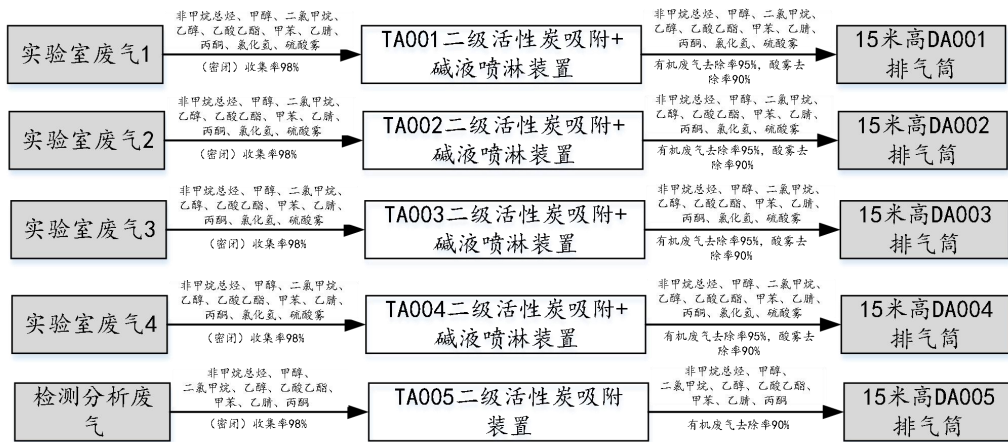 实验室废气1
非甲烷总烃、甲醇、二氯甲烷、
乙醇、乙酸乙酯、甲苯、乙腈、
丙酮、氯化氢、硫酸雾
(密闭)收集率98%
TA001二级活性炭吸附+
碱液喷淋装置
非甲烷总烃、甲醇、二氯甲烷、
乙醇、乙酸乙酯、甲苯、乙腈、
丙酮、氯化氢、硫酸雾
有机废气去除率95%，酸雾去
除率90%
15米高DA001
排气筒
实验室废气2
非甲烷总烃、甲醇、二氯甲烷、
乙醇、乙酸乙酯、甲苯、乙腈、
丙酮、氯化氢、硫酸雾
(密闭)收集率98%
TA002二级活性炭吸附+
碱液喷淋装置
非甲烷总烃、甲醇、二氯甲烷、
乙醇、乙酸乙酯、甲苯、乙腈、
丙酮、氯化氢、硫酸雾
有机废气去除率95%，酸雾去
除率90%
15米高DA002
排气筒
实验室废气3
非甲烷总烃、甲醇、二氯甲烷、
乙醇、乙酸乙酯、甲苯、乙腈、
丙酮、氯化氢、硫酸雾
(密闭)收集率98%
TA003二级活性炭吸附+
碱液喷淋装置
非甲烷总烃、甲醇、二氯甲烷、
乙醇、乙酸乙酯、甲苯、乙腈、
丙酮、氯化氢、硫酸雾
有机废气去除率95%，酸雾去
除率90%
15米高DA003
排气筒
实验室废气4
非甲烷总烃、甲醇、二氯甲烷、
乙醇、乙酸乙酯、甲苯、乙腈、
丙酮、氯化氢、硫酸雾
(密闭)收集率98%
TA004二级活性炭吸附+
碱液喷淋装置
非甲烷总烃、甲醇、二氯甲烷、
乙醇、乙酸乙酯、甲苯、乙腈、
丙酮、氯化氢、硫酸雾
有机废气去除率95%，酸雾去
除率90%
15米高DA004
排气筒
检测分析废
气
非甲烷总烃、甲醇、
二氯甲烷、乙醇、乙酸乙酯、
甲苯、乙腈、丙酮
(密闭)收集率98%
TA005二级活性炭吸附
装置
非甲烷总烃、甲醇、
二氯甲烷、乙醇、乙酸乙酯、
甲苯、乙腈、丙酮
有机废气去除率90%
15米高DA005
排气筒